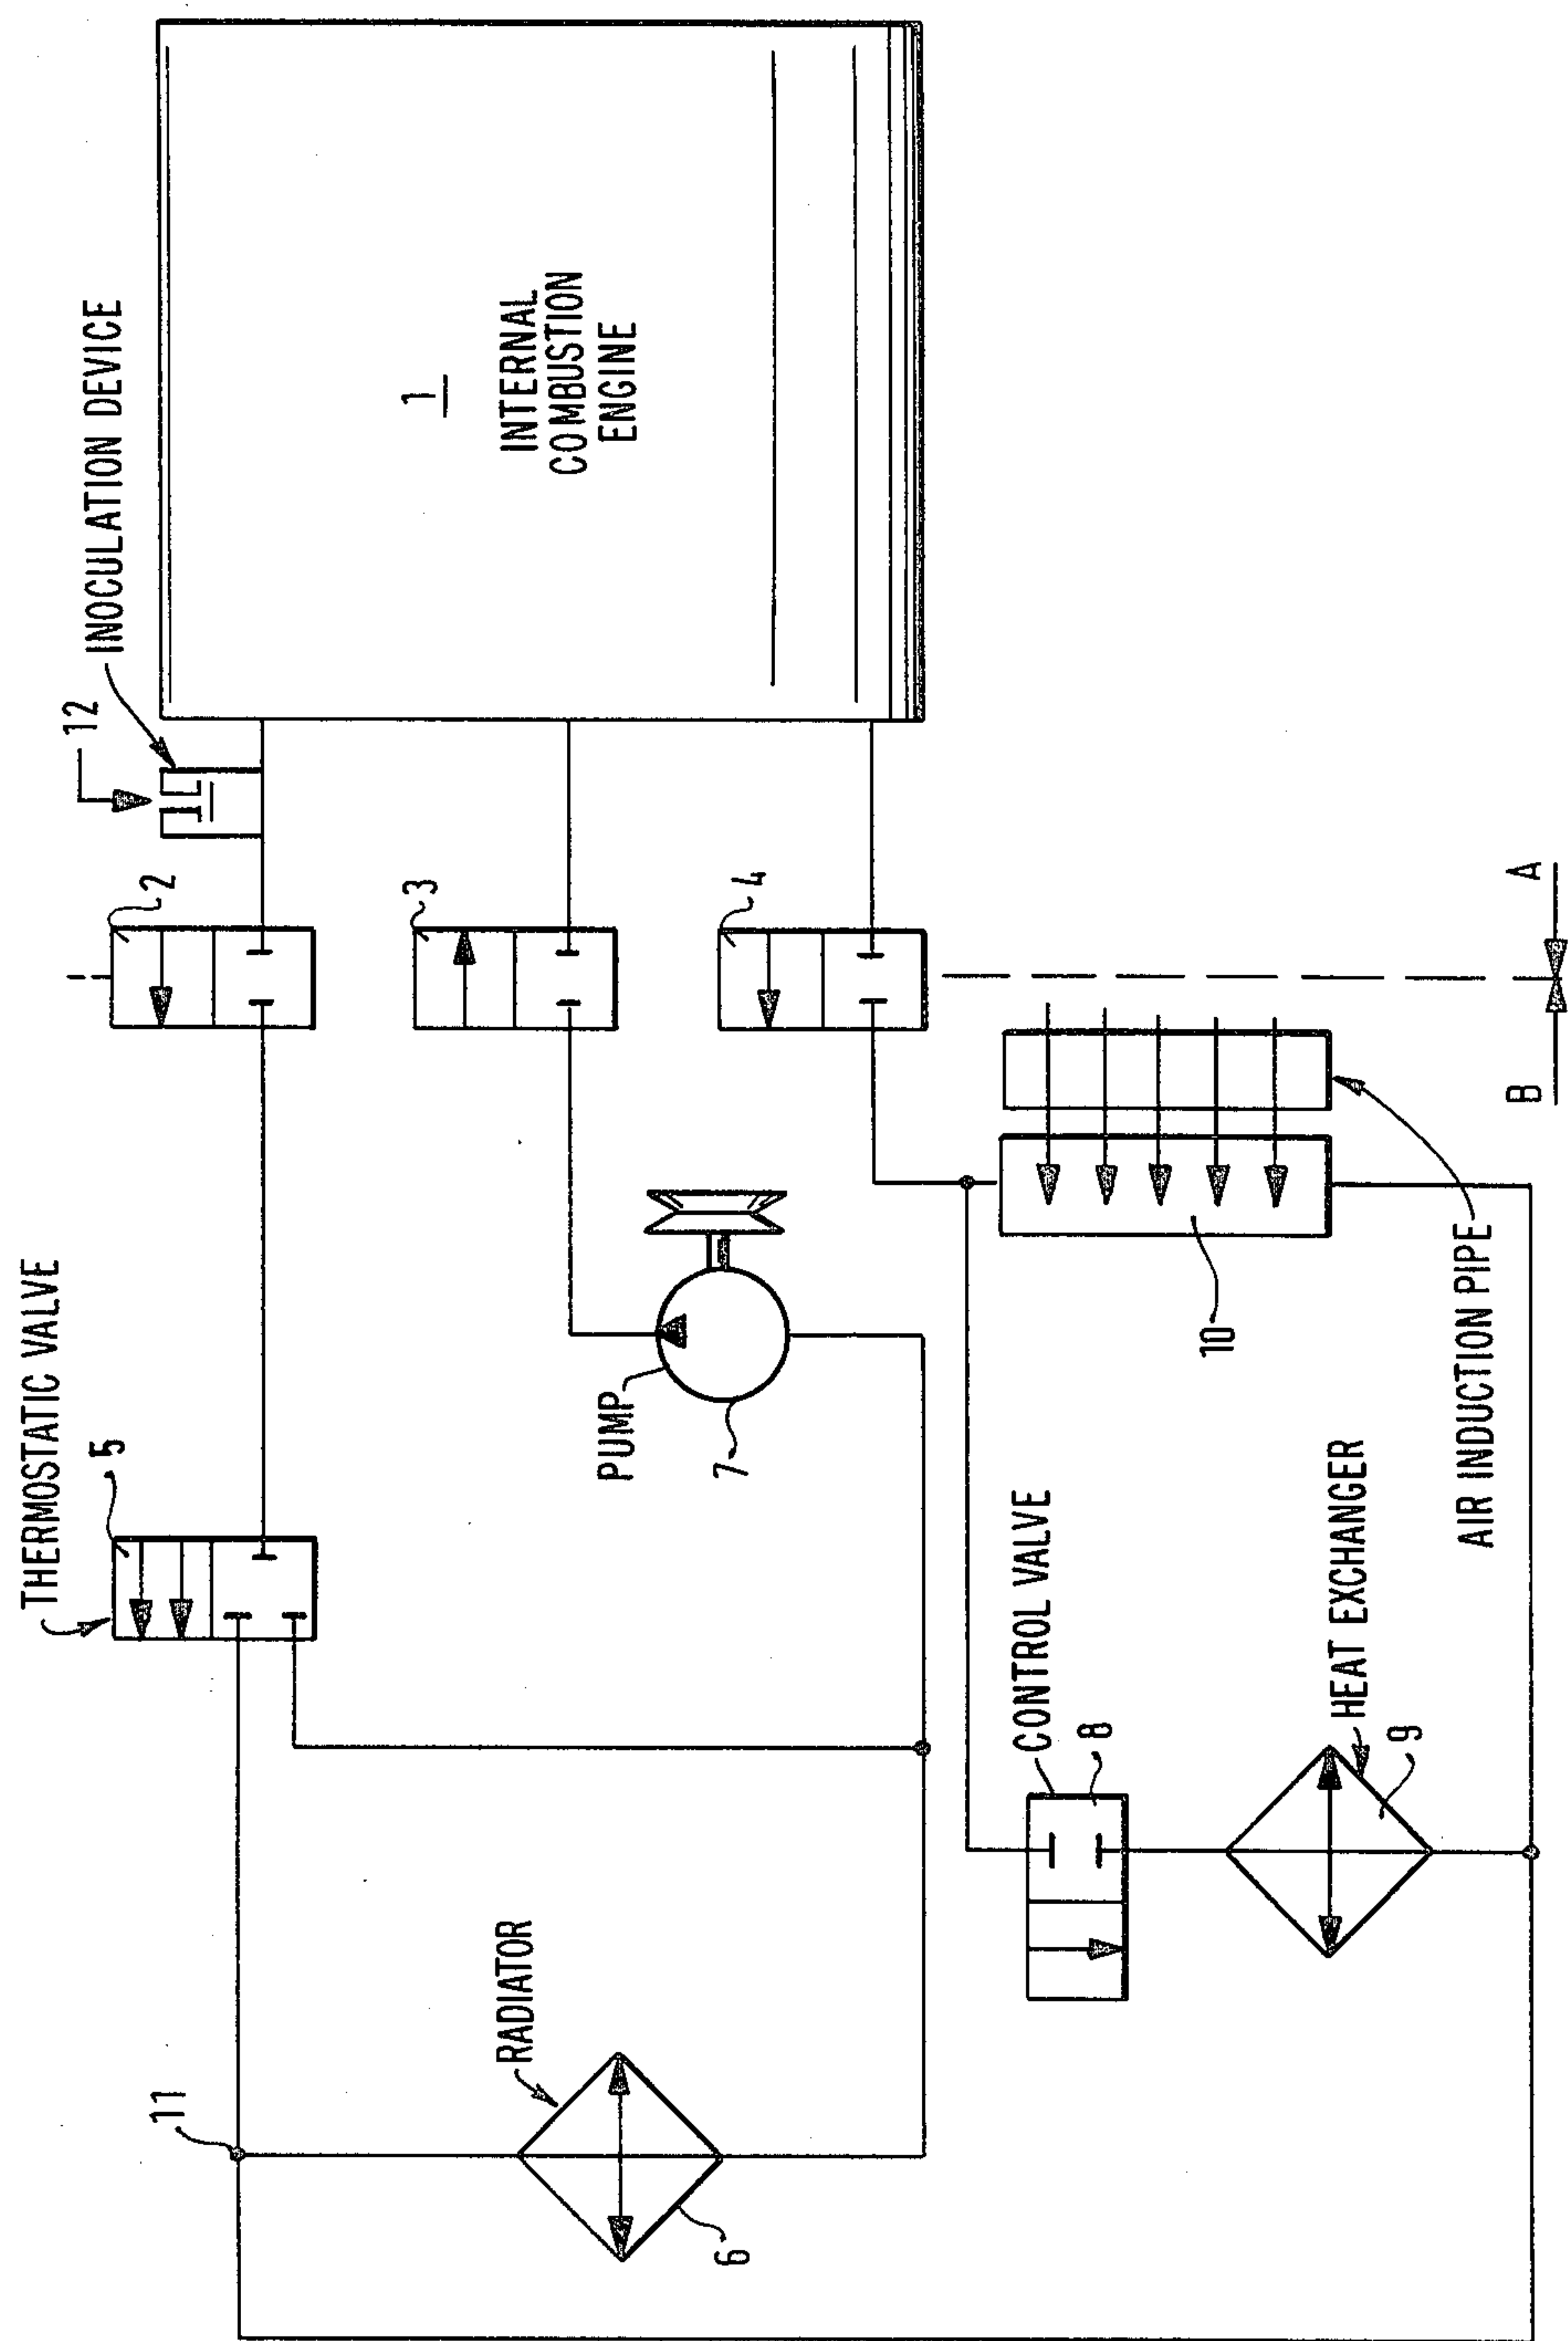 THERMOSTATIC VALVE
5
11
RADIATOR
6
PUMP
7
CONTROL VALVE
8
HEAT EXCHANGER
9
AIR INDUCTION PIPE
10
2
3
4
12
INOCULATION DEVICE
1
INTERNAL
COMBUSTION
ENGINE
B
A